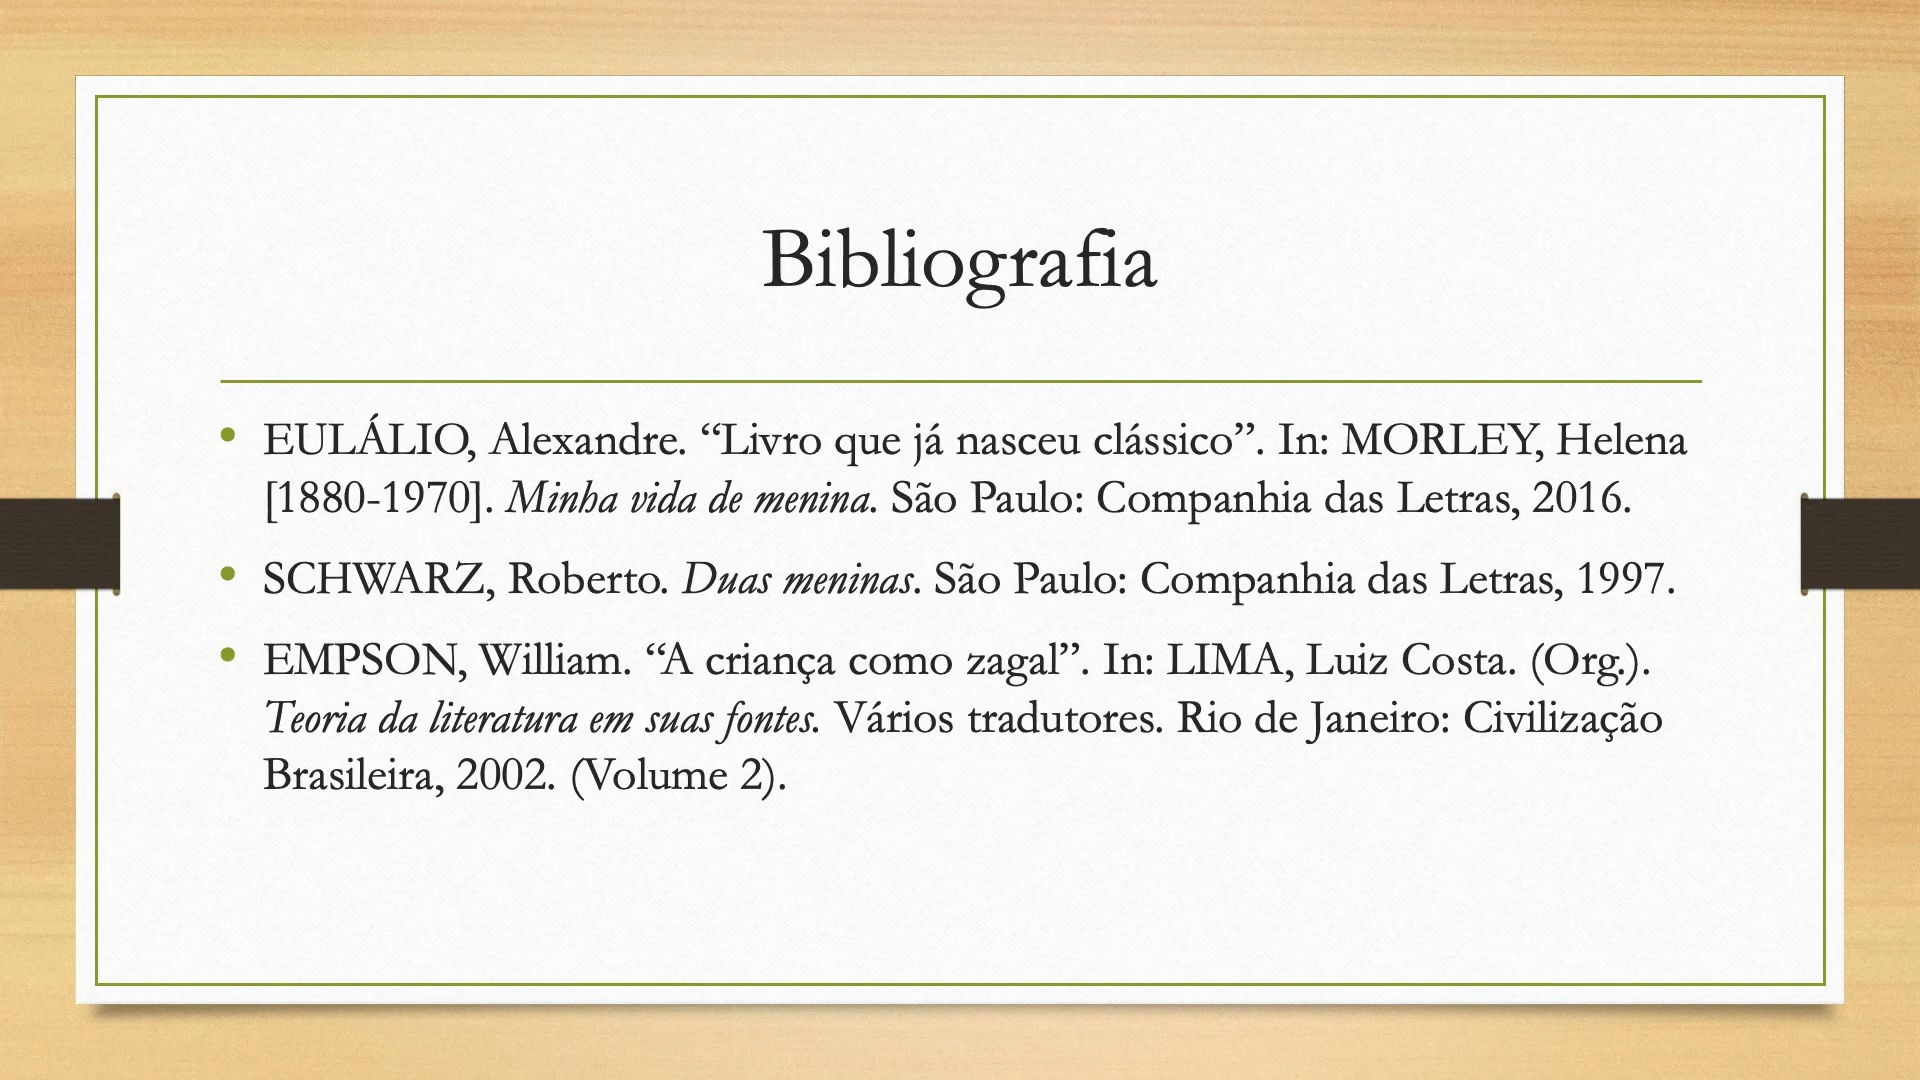 Bibliografia
• EULÁLIO, Alexandre. “Livro que já nasceu clássico”. In: MORLEY, Helena
[1880-1970]. Minha vida de menina. São Paulo: Companhia das Letras, 2016.
• SCHWARZ, Roberto. Duas meninas. São Paulo: Companhia das Letras, 1997.
• EMPSON, William. “A criança como zagal”. In: LIMA, Luiz Costa. (Org.).
Teoria da literatura em suas fontes. Vários tradutores. Rio de Janeiro: Civilização
Brasileira, 2002. (Volume 2).